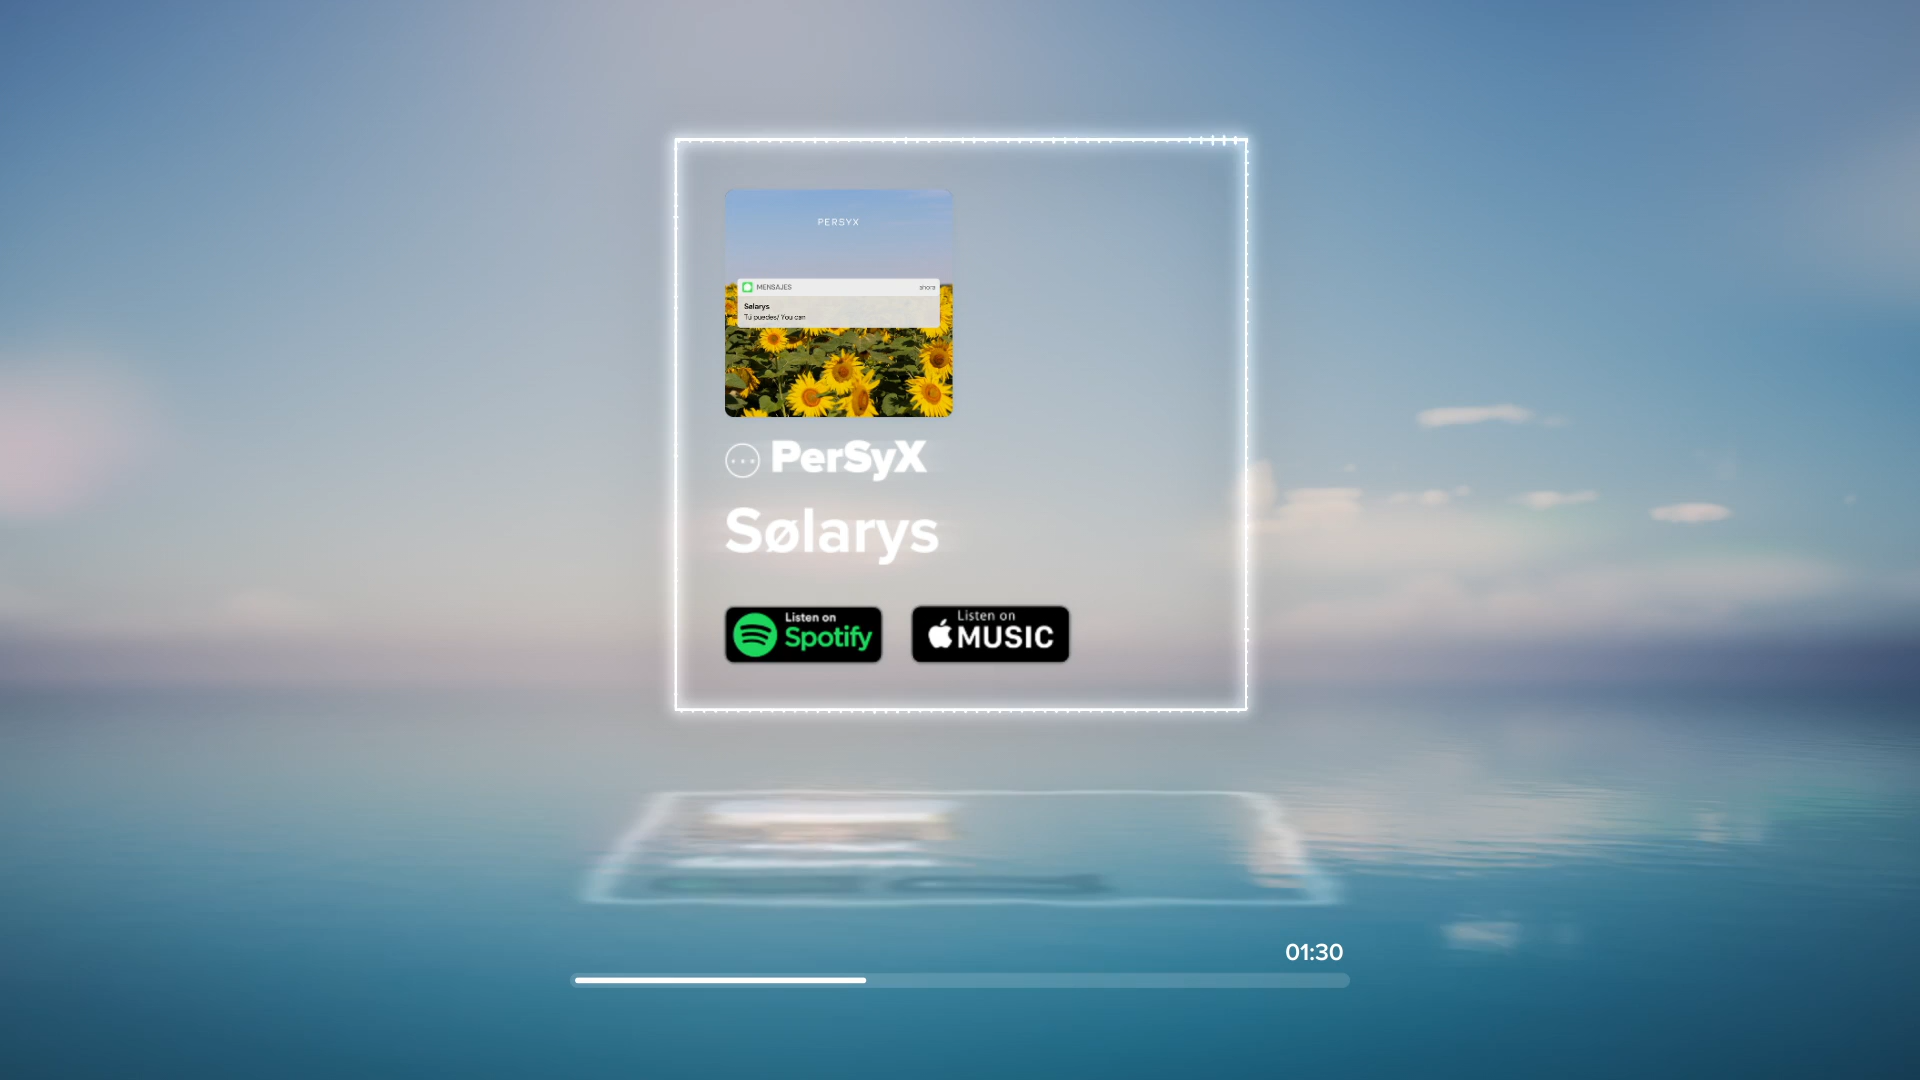 PERSYX
MENSAJES
ahora
Sølarys
Tú puedes/ You can
PerSyX
Sølarys
Listen on
Spotify
Listen on
MUSIC
01:30